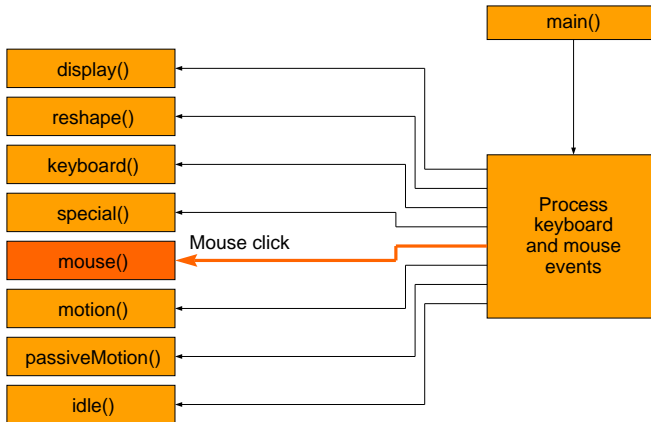 main()
display()
reshape()
keyboard()
special()
Mouse click
mouse()
motion()
passiveMotion()
idle()
Process
keyboard
and mouse
events